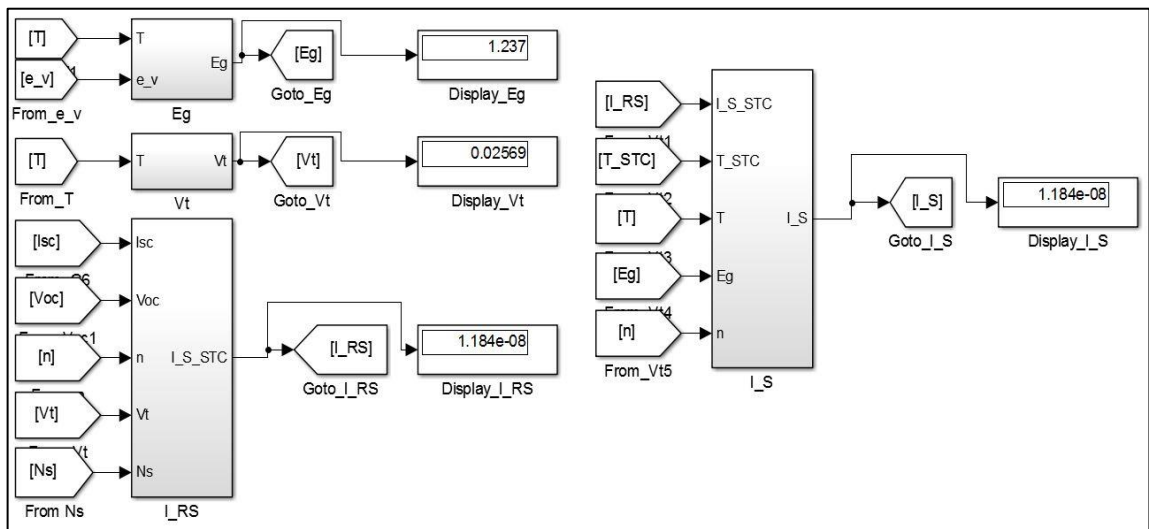 [T]
T
Eg
[Eg]
1.237
[e_v]
e_v
From_e_v
Eg
Goto_Eg
Display_Eg
[T]
T
Vt
[Vt]
0.02569
From_T
Vt
Goto_Vt
Display_Vt
[Isc]
Isc
[Voc]
Voc
[n]
n
I_S_STC
[I_RS]
1.184e-08
Goto_I_RS
Display_I_RS
[Vt]
Vt
[Ns]
Ns
From Ns
I_RS
[I_RS]
I_S_STC
[T_STC]
T_STC
[T]
T
I_S
[I_S]
1.184e-08
Goto_I_S
Display_I_S
[Eg]
Eg
[n]
n
From_Vt5
I_S